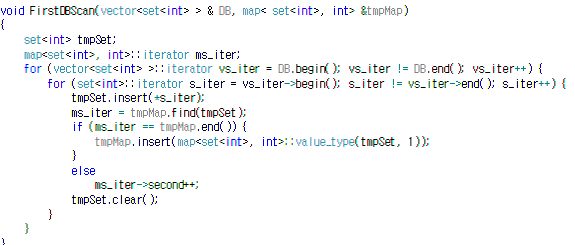 void FirstDBScan(vector<set<int> > & DB, map< set<int>, int> &tmpMap)
{
    set<int> tmpSet;
    map<set<int>, int>::iterator ms_iter;
    for (vector<set<int> >::iterator vs_iter = DB.begin(); vs_iter != DB.end(); vs_iter++) {
        for (set<int>::iterator s_iter = vs_iter->begin(); s_iter != vs_iter->end(); s_iter++) {
            tmpSet.insert(*s_iter);
            ms_iter = tmpMap.find(tmpSet);
            if (ms_iter == tmpMap.end()) {
                tmpMap.insert(map<set<int>, int>::value_type(tmpSet, 1));
            }
            else
                ms_iter->second++;
            tmpSet.clear();
        }
    }
}